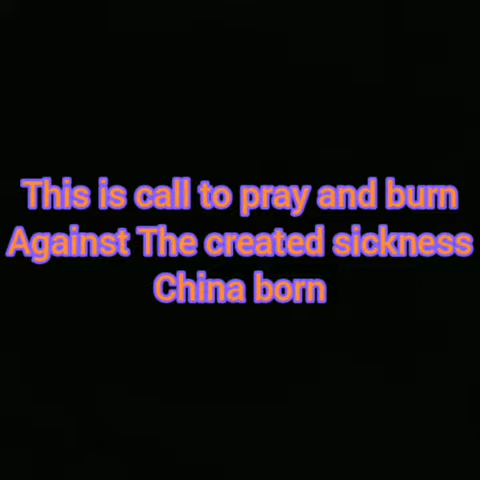 This is call to pray and burn
Against The created sickness
China born